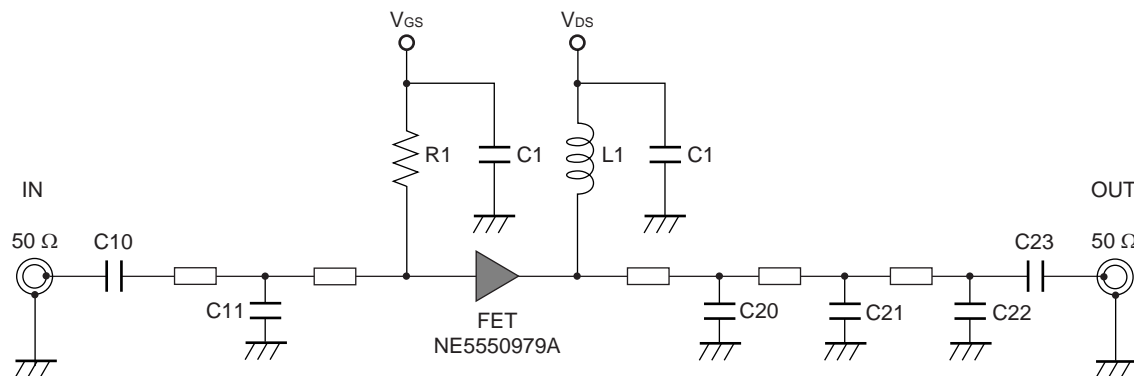 VGS
VDS
R1
C1
L1
C1
IN
OUT
50 Ω
C10
C23
50 Ω
C11
FET
NE5550979A
C20
C21
C22